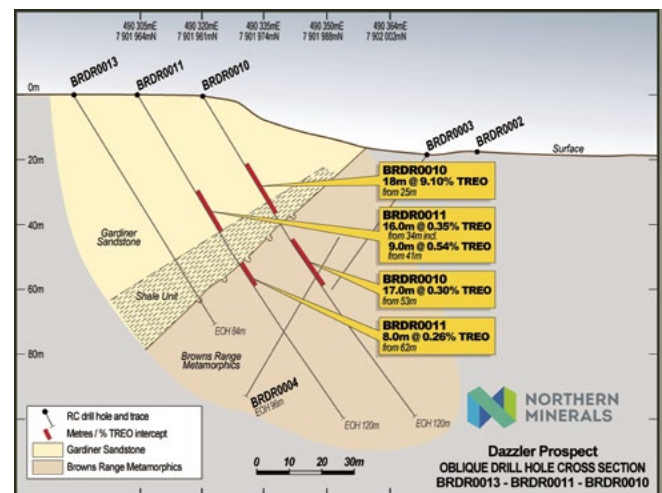 490 305mE
7 901 964mN
490 320mE
7 901 961mN
490 335mE
7 901 974mN
490 350mE
7 901 988mN
490 364mE
7 902 002mN
BRDR0013
BRDR0011
BRDR0010
BRDR0003
BRDR0002
0m
20m
40m
60m
80m
Surface
BRDR0010
18m @ 9.10% TREO
from 25m
BRDR0011
16.0m @ 0.35% TREO
from 34m incl.
9.0m @ 0.54% TREO
from 41m
BRDR0010
17.0m @ 0.30% TREO
from 53m
BRDR0011
8.0m @ 0.26% TREO
from 62m
Gardiner
Sandstone
Shale Unit
Browns Range
Metamorphics
EOH 84m
BRDR0004
EOH 96m
EOH 120m
EOH 120m
RC drill hole and trace
Metres / % TREO intercept
Gardiner Sandstone
Browns Range Metamorphics
0 10 20 30m
NORTHERN
MINERALS
Dazzler Prospect
OBLIQUE DRILL HOLE CROSS SECTION
BRDR0013 - BRDR0011 - BRDR0010